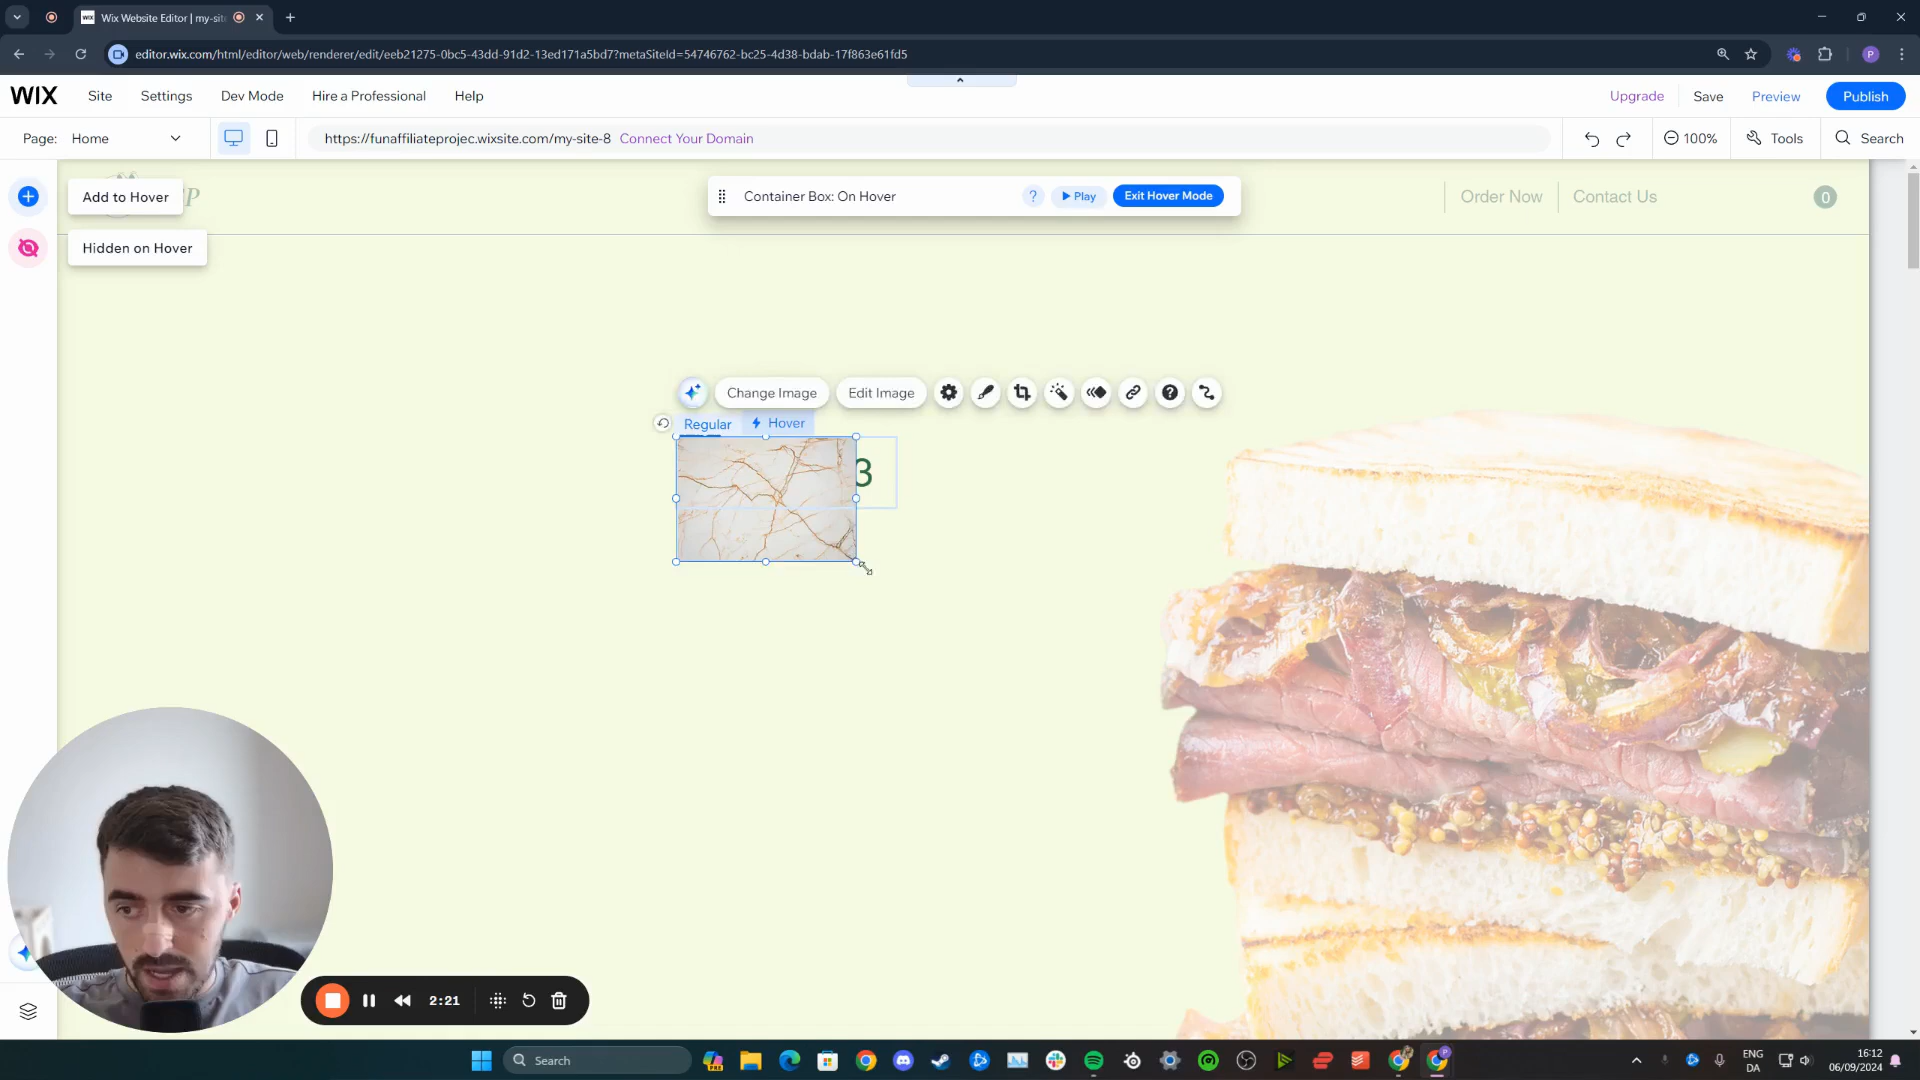 Wix Website Editor | my-sit
editor.wix.com/html/editor/web/renderer/edit/eeb21275-0bc5-43dd-91d2-13ed171a5bd7?metaSiteId=54746762-bc25-4d38-bdab-17f863e61fd5
P
WIX
Site
Settings
Dev Mode
Hire a Professional
Help
Upgrade
Save
Preview
Publish
Page:
Home
https://funaffiliateprojec.wixsite.com/my-site-8
Connect Your Domain
100%
Tools
Search
Add to Hover
P
Container Box: On Hover
?
Play
Exit Hover Mode
Order Now
Contact Us
0
Hidden on Hover
Change Image
Edit Image
Regular
Hover
3
2:21
Search
ENG
DA
16:12
06/09/2024